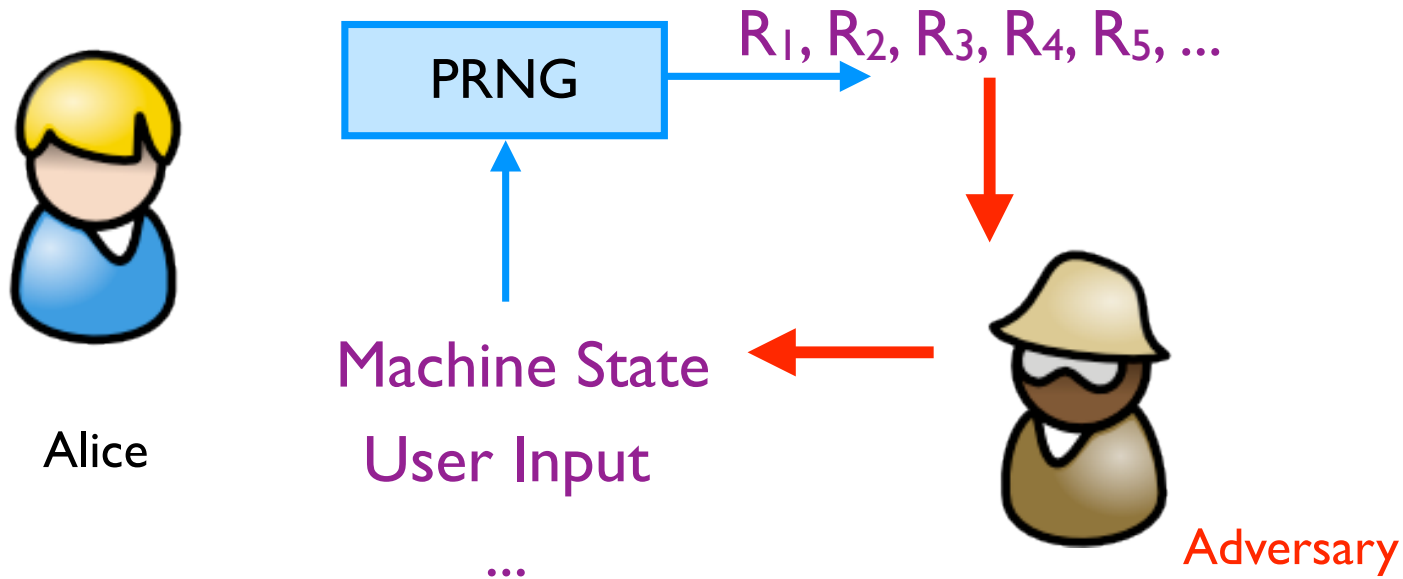 R₁, R₂, R₃, R₄, R₅, ...
PRNG
Machine State
Alice
User Input
Adversary
...